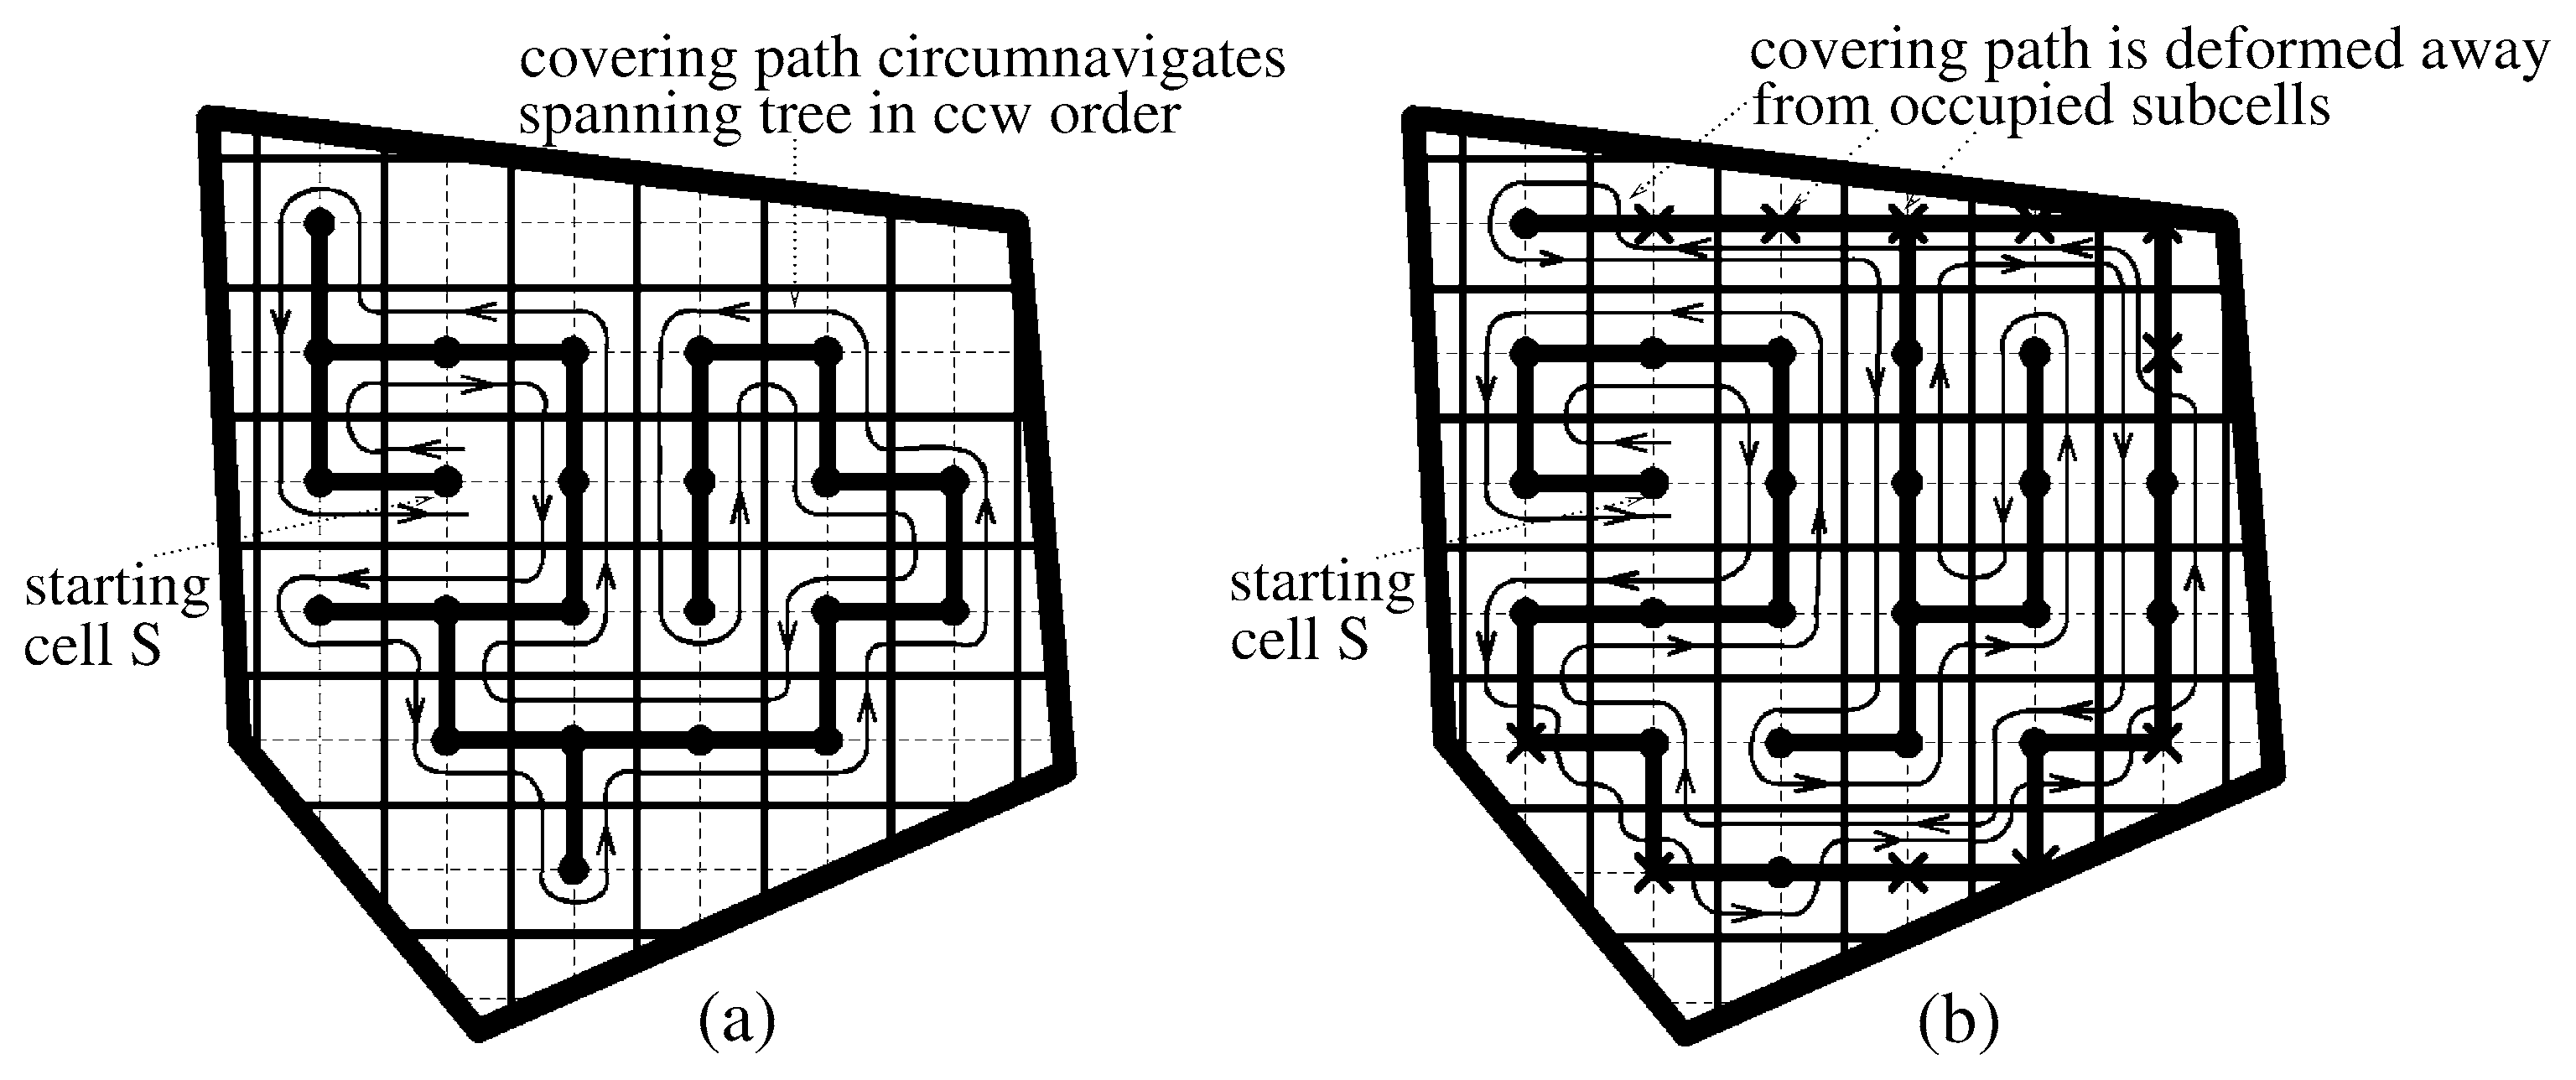 covering path circumnavigates
spanning tree in ccw order
starting
cell S
(a)
covering path is deformed away
from occupied subcells
starting
cell S
(b)